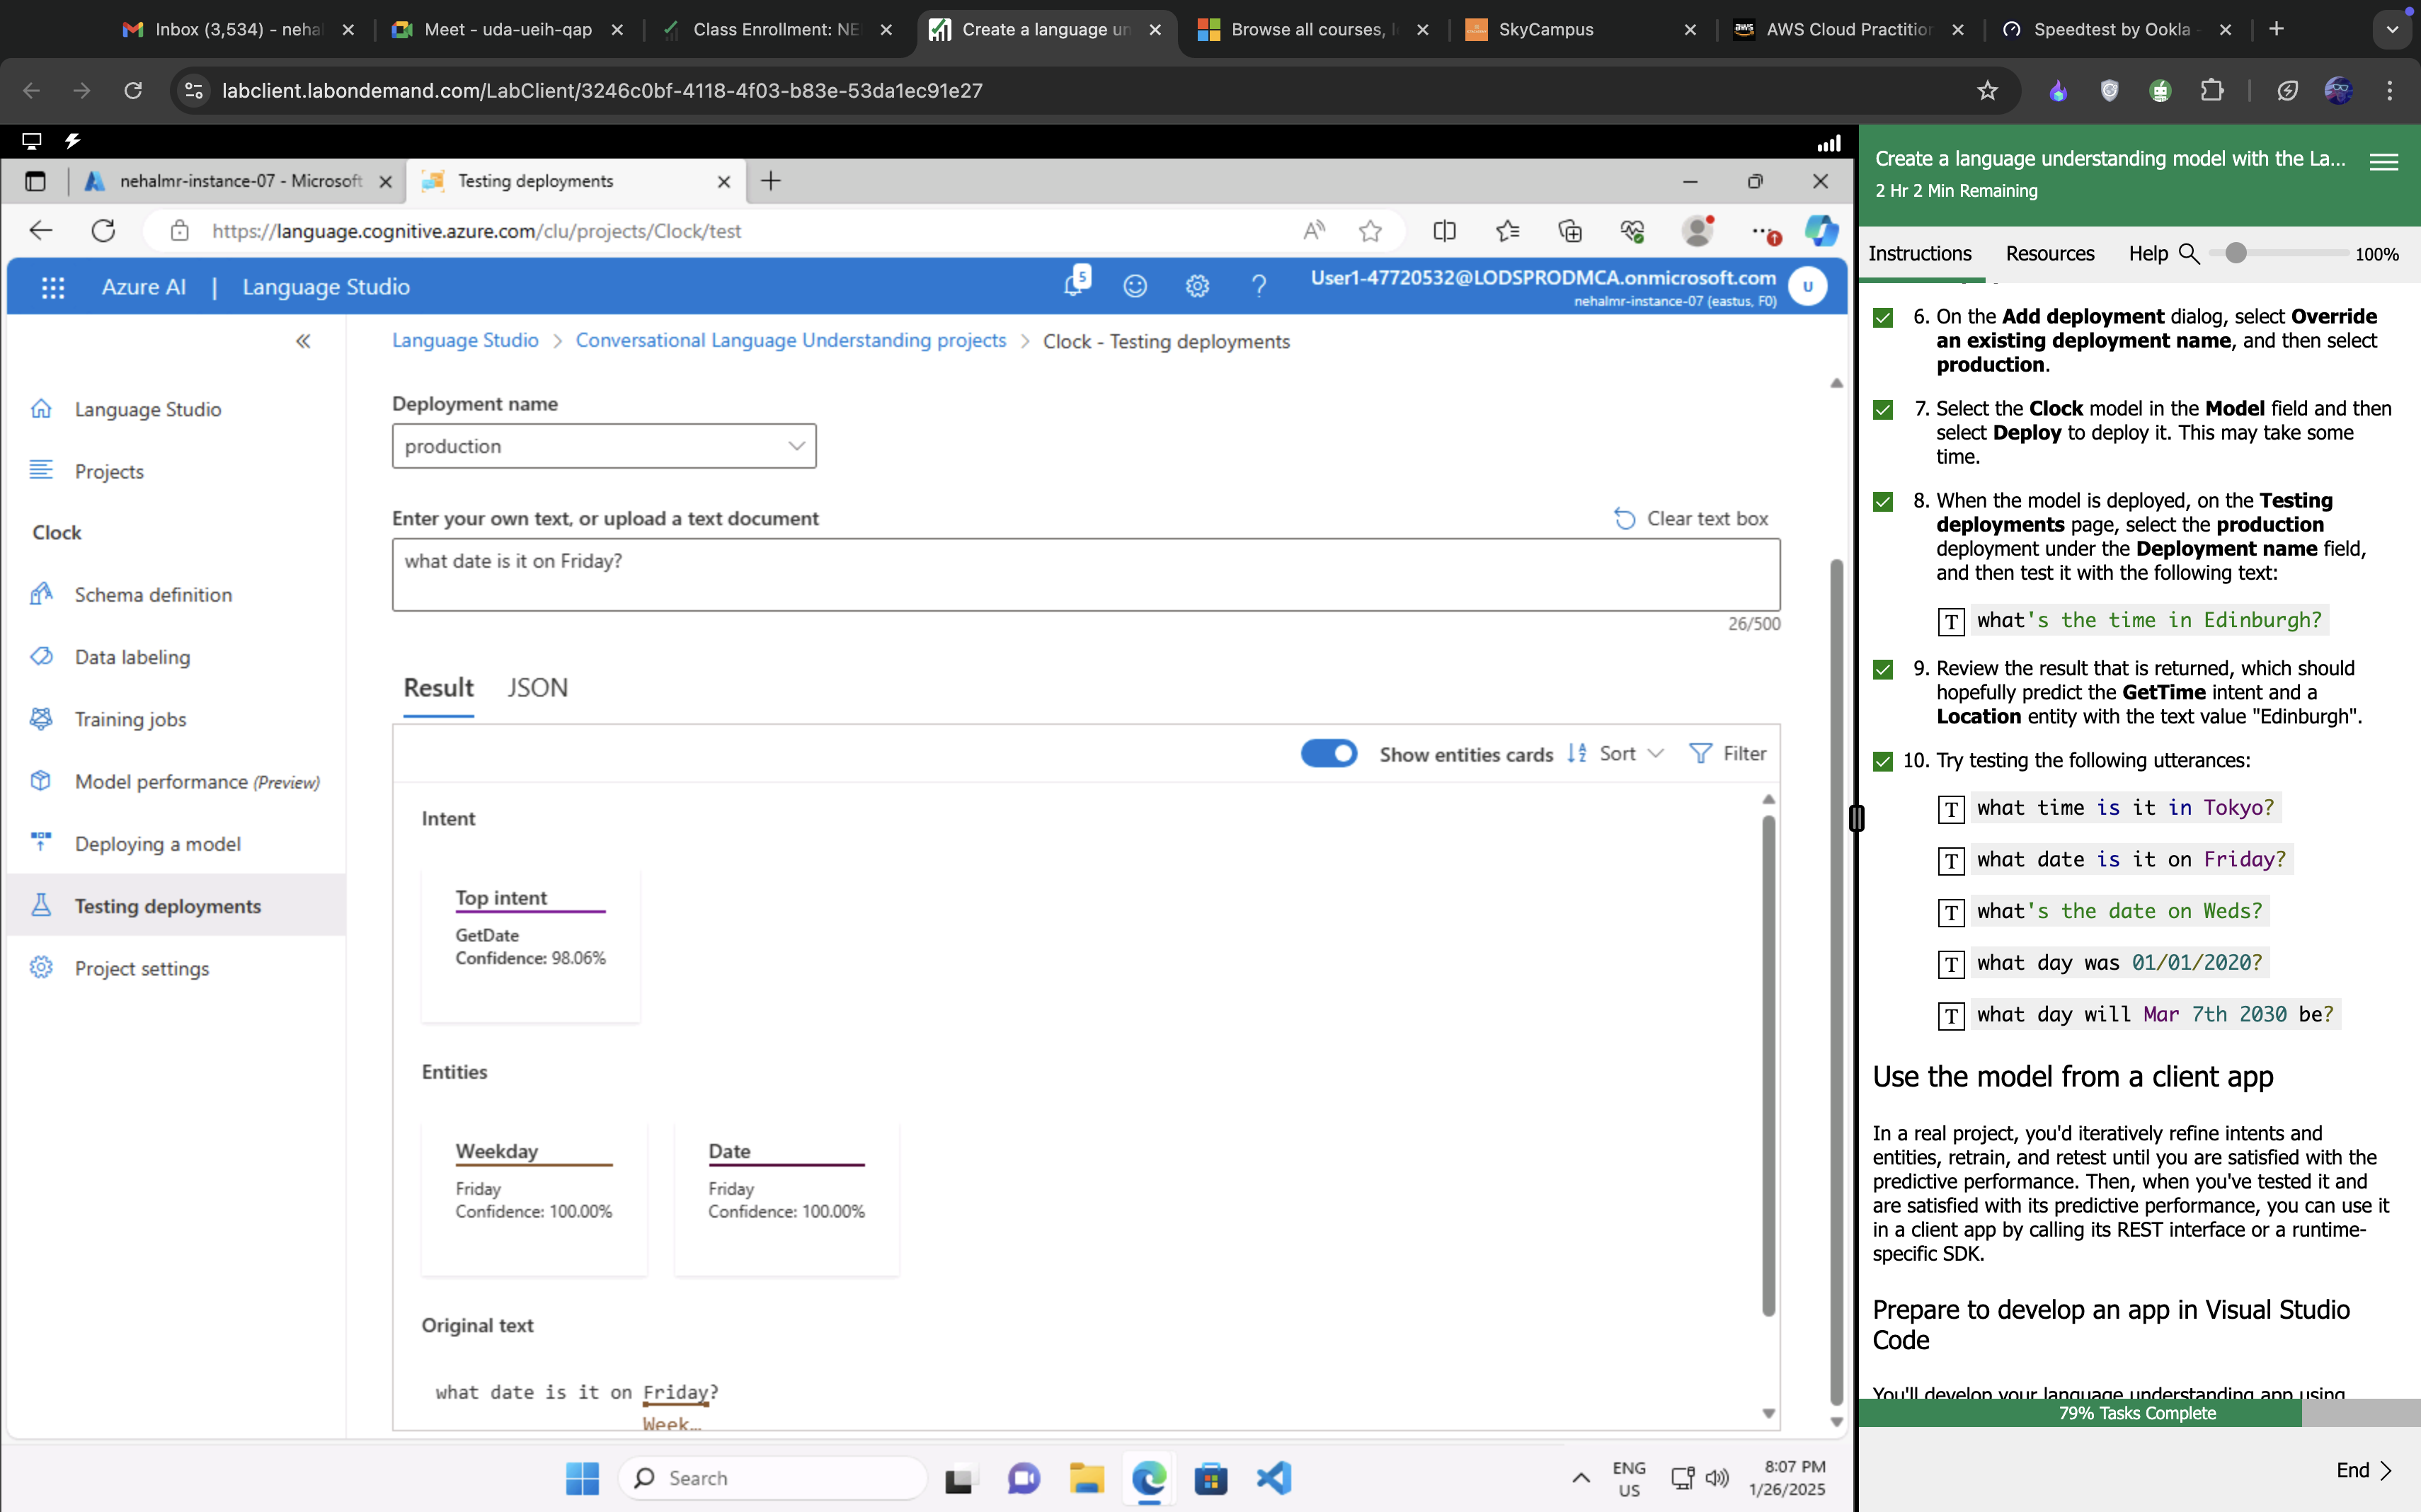 Inbox (3,534) - neha
Meet - uda-ueih-qap
Class Enrollment: NE
Create a language un
Browse all courses, l
SkyCampus
AWS Cloud Practition
Speedtest by Ookla -
labclient.labondemand.com/LabClient/3246c0bf-4118-4f03-b83e-53da1ec91e27
nehalmr-instance-07 - Microsoft
Testing deployments
https://language.cognitive.azure.com/clu/projects/Clock/test
Azure AI | Language Studio
5
User1-47720532@LODSPRODMCA.onmicrosoft.com
nehalmr-instance-07 (eastus, F0)
U
Language Studio > Conversational Language Understanding projects > Clock - Testing deployments
Language Studio
Projects
Clock
Schema definition
Data labeling
Training jobs
Model performance (Preview)
Deploying a model
Testing deployments
Project settings
Deployment name
production
Enter your own text, or upload a text document
Clear text box
what date is it on Friday?
26/500
Result
JSON
Show entities cards
Sort
Filter
Intent
Top intent
GetDate
Confidence: 98.06%
Entities
Weekday
Friday
Confidence: 100.00%
Date
Friday
Confidence: 100.00%
Original text
what date is it on Friday?
Week...
Search
ENG
US
8:07 PM
1/26/2025
Create a language understanding model with the La...
2 Hr 2 Min Remaining
Instructions
Resources
Help
100%
6. On the Add deployment dialog, select Override
an existing deployment name, and then select
production.
7. Select the Clock model in the Model field and then
select Deploy to deploy it. This may take some
time.
8. When the model is deployed, on the Testing
deployments page, select the production
deployment under the Deployment name field,
and then test it with the following text:
T what's the time in Edinburgh?
9. Review the result that is returned, which should
hopefully predict the GetTime intent and a
Location entity with the text value "Edinburgh".
10. Try testing the following utterances:
T what time is it in Tokyo?
T what date is it on Friday?
T what's the date on Weds?
T what day was 01/01/2020?
T what day will Mar 7th 2030 be?
Use the model from a client app
In a real project, you'd iteratively refine intents and
entities, retrain, and retest until you are satisfied with the
predictive performance. Then, when you've tested it and
are satisfied with its predictive performance, you can use it
in a client app by calling its REST interface or a runtime-
specific SDK.
Prepare to develop an app in Visual Studio
Code
You'll develop your language understanding app using
79% Tasks Complete
End